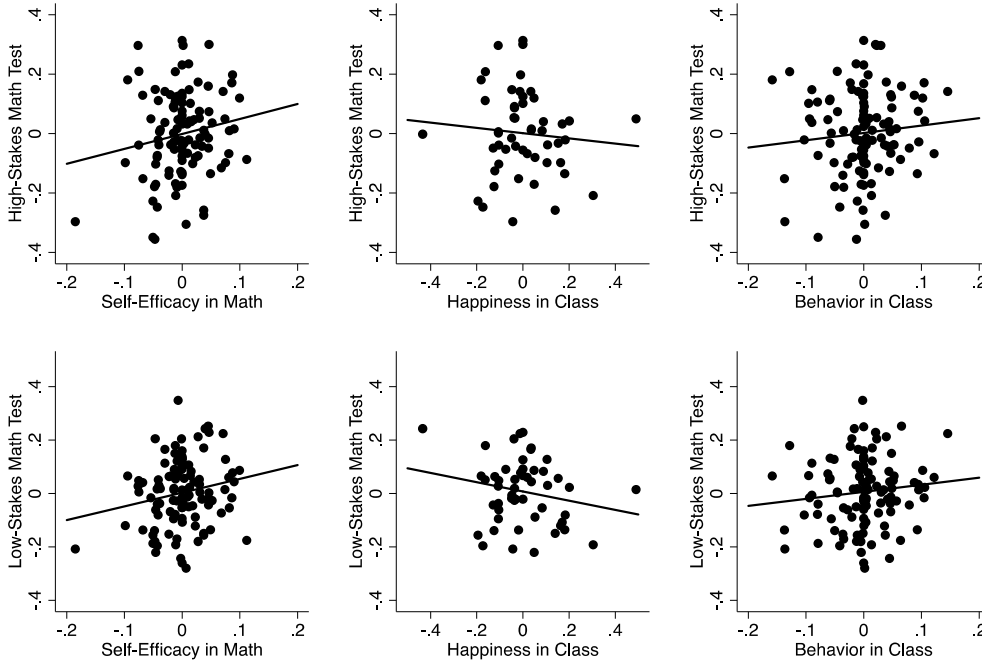 High-Stakes Math Test
-.4 -.2 0 .2 .4
-.2 -.1 0 .1 .2
Self-Efficacy in Math
High-Stakes Math Test
-.4 -.2 0 .2 .4
-.4 -.2 0 .2 .4
Happiness in Class
High-Stakes Math Test
-.4 -.2 0 .2 .4
-.2 -.1 0 .1 .2
Behavior in Class
Low-Stakes Math Test
-.4 -.2 0 .2 .4
-.2 -.1 0 .1 .2
Self-Efficacy in Math
Low-Stakes Math Test
-.4 -.2 0 .2 .4
-.4 -.2 0 .2 .4
Happiness in Class
Low-Stakes Math Test
-.4 -.2 0 .2 .4
-.2 -.1 0 .1 .2
Behavior in Class